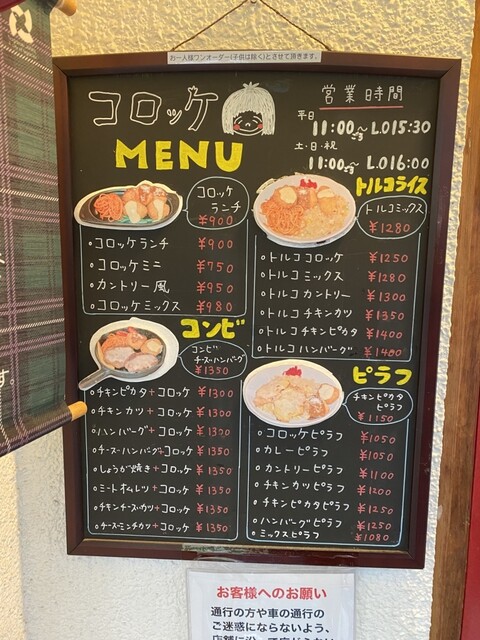 お一人様ワンオーダー(子供は除く)とさせて頂きます。
コロッケ
MENU
営業時間
平日
11:00〜L.O15:30
土・日・祝
11:00〜L.O16:00
コロッケ
ランチ
¥900
・コロッケランチ ¥900
・コロッケミニ ¥750
・カントリー風 ¥950
・コロッケミックス ¥980
トルコライス
トルコミックス
¥1280
・トルココロッケ ¥1250
・トルコミックス ¥1280
・トルコカントリー ¥1300
・トルコチキンカツ ¥1350
・トルコチキンピカタ ¥1400
・トルコハンバーグ ¥1400
コンビ
コンビ
チーズハンバーグ
¥1350
・チキンピカタ+コロッケ ¥1300
・チキンカツ+コロッケ ¥1300
・ハンバーグ+コロッケ ¥1300
・チーズハンバーグ+コロッケ ¥1350
・しょうが焼き+コロッケ ¥1350
・ミートオムレツ+コロッケ ¥1350
・チキンチーズカツ+コロッケ ¥1350
・チーズミンチカツ+コロッケ ¥1350
ピラフ
チキンピカタ
ピラフ
¥1150
・コロッケピラフ ¥1050
・カレーピラフ ¥1050
・カントリーピラフ ¥1100
・チキンカツピラフ ¥1200
・チキンピカタピラフ ¥1250
・ハンバーグピラフ ¥1250
・ミックスピラフ ¥1080
お客様へのお願い
通行の方や車の通行の
ご迷惑にならないよう、
す